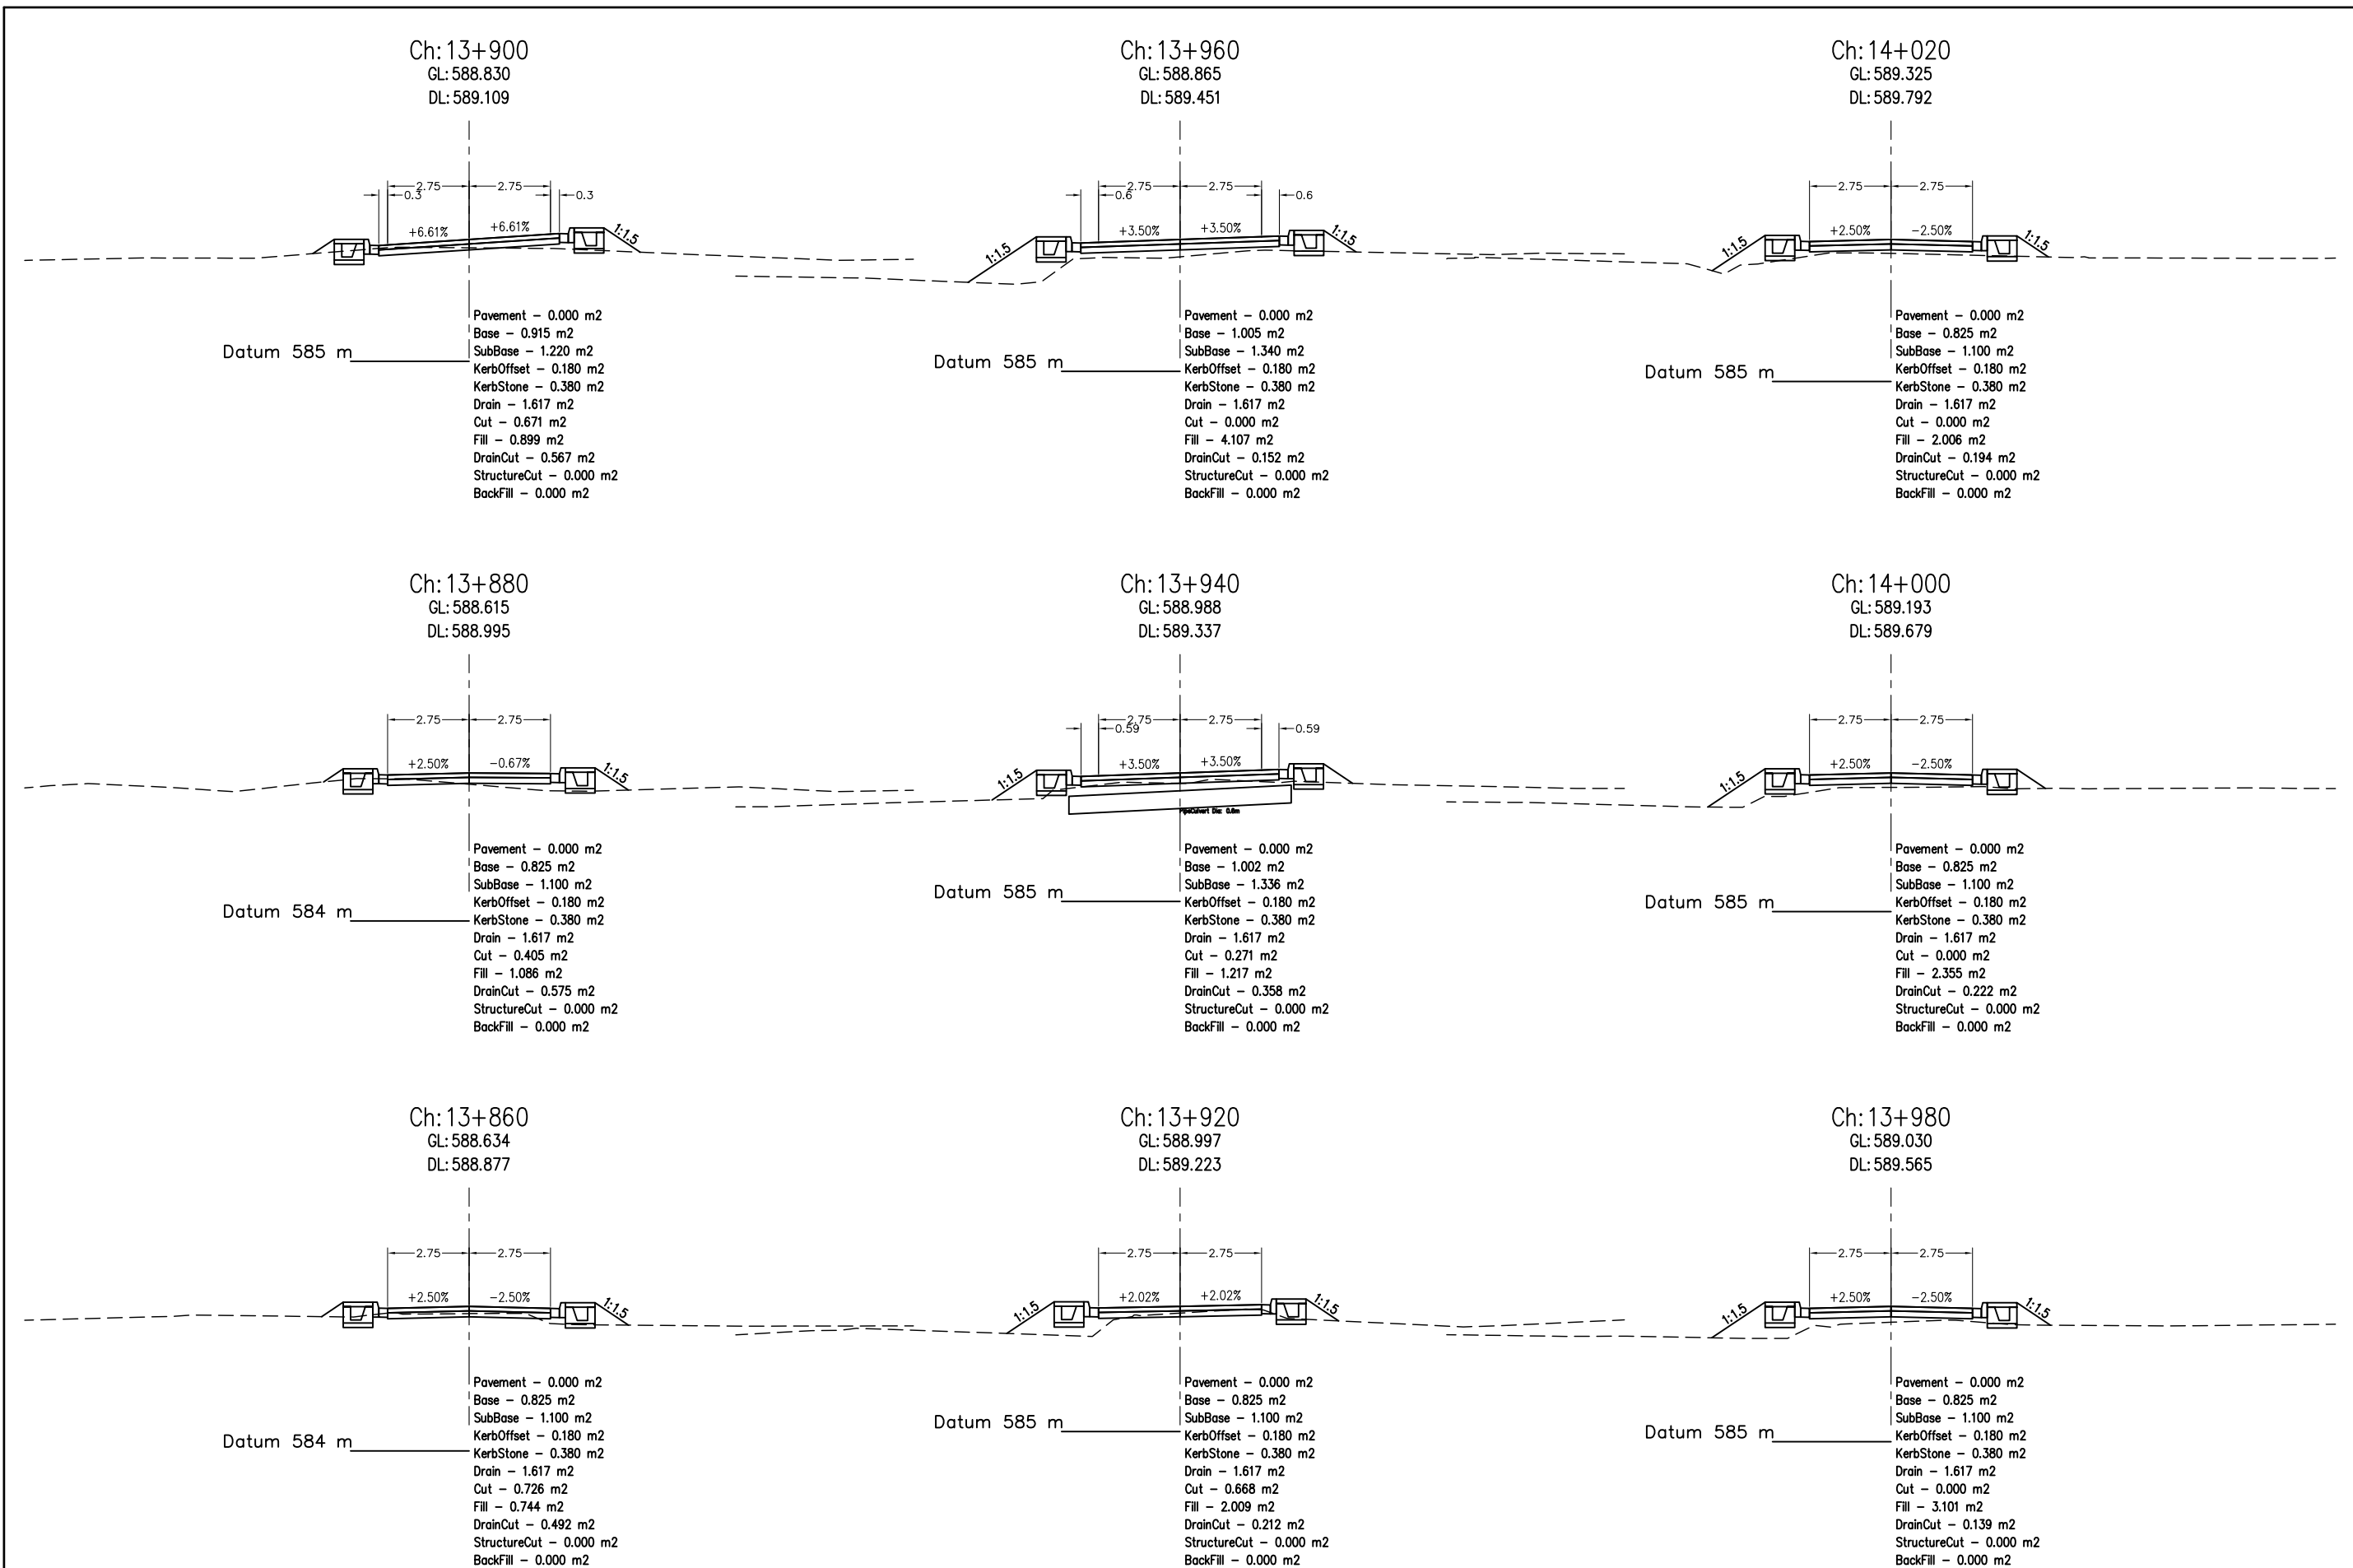 Ch:13+900
GL:588.830
DL:589.109
2.75
2.75
0.3
0.3
+6.61%
+6.61%
1:1.5
Pavement - 0.000 m2
Base - 0.915 m2
SubBase - 1.220 m2
KerbOffset - 0.180 m2
KerbStone - 0.380 m2
Drain - 1.617 m2
Cut - 0.671 m2
Fill - 0.899 m2
DrainCut - 0.567 m2
StructureCut - 0.000 m2
BackFill - 0.000 m2
Datum 585 m
Ch:13+960
GL:588.865
DL:589.451
2.75
2.75
0.6
0.6
+3.50%
+3.50%
1:1.5
1:1.5
Pavement - 0.000 m2
Base - 1.005 m2
SubBase - 1.340 m2
KerbOffset - 0.180 m2
KerbStone - 0.380 m2
Drain - 1.617 m2
Cut - 0.000 m2
Fill - 4.107 m2
DrainCut - 0.152 m2
StructureCut - 0.000 m2
BackFill - 0.000 m2
Datum 585 m
Ch:14+020
GL:589.325
DL:589.792
2.75
2.75
+2.50%
-2.50%
1:1.5
1:1.5
Pavement - 0.000 m2
Base - 0.825 m2
SubBase - 1.100 m2
KerbOffset - 0.180 m2
KerbStone - 0.380 m2
Drain - 1.617 m2
Cut - 0.000 m2
Fill - 2.006 m2
DrainCut - 0.194 m2
StructureCut - 0.000 m2
BackFill - 0.000 m2
Datum 585 m
Ch:13+880
GL:588.615
DL:588.995
2.75
2.75
+2.50%
-0.67%
1:1.5
Pavement - 0.000 m2
Base - 0.825 m2
SubBase - 1.100 m2
KerbOffset - 0.180 m2
KerbStone - 0.380 m2
Drain - 1.617 m2
Cut - 0.405 m2
Fill - 1.086 m2
DrainCut - 0.575 m2
StructureCut - 0.000 m2
BackFill - 0.000 m2
Datum 584 m
Ch:13+940
GL:588.988
DL:589.337
2.75
2.75
0.59
0.59
+3.50%
+3.50%
1:1.5
PipeCulvert Dia: 0.6m
Pavement - 0.000 m2
Base - 1.002 m2
SubBase - 1.336 m2
KerbOffset - 0.180 m2
KerbStone - 0.380 m2
Drain - 1.617 m2
Cut - 0.271 m2
Fill - 1.217 m2
DrainCut - 0.358 m2
StructureCut - 0.000 m2
BackFill - 0.000 m2
Datum 585 m
Ch:14+000
GL:589.193
DL:589.679
2.75
2.75
+2.50%
-2.50%
1:1.5
Pavement - 0.000 m2
Base - 0.825 m2
SubBase - 1.100 m2
KerbOffset - 0.180 m2
KerbStone - 0.380 m2
Drain - 1.617 m2
Cut - 0.000 m2
Fill - 2.355 m2
DrainCut - 0.222 m2
StructureCut - 0.000 m2
BackFill - 0.000 m2
Datum 585 m
Ch:13+860
GL:588.634
DL:588.877
2.75
2.75
+2.50%
-2.50%
1:1.5
Pavement - 0.000 m2
Base - 0.825 m2
SubBase - 1.100 m2
KerbOffset - 0.180 m2
KerbStone - 0.380 m2
Drain - 1.617 m2
Cut - 0.726 m2
Fill - 0.744 m2
DrainCut - 0.492 m2
StructureCut - 0.000 m2
BackFill - 0.000 m2
Datum 584 m
Ch:13+920
GL:588.997
DL:589.223
2.75
2.75
+2.02%
+2.02%
1:1.5
1:1.5
Pavement - 0.000 m2
Base - 0.825 m2
SubBase - 1.100 m2
KerbOffset - 0.180 m2
KerbStone - 0.380 m2
Drain - 1.617 m2
Cut - 0.668 m2
Fill - 2.009 m2
DrainCut - 0.212 m2
StructureCut - 0.000 m2
BackFill - 0.000 m2
Datum 585 m
Ch:13+980
GL:589.030
DL:589.565
2.75
2.75
+2.50%
-2.50%
1:1.5
1:1.5
Pavement - 0.000 m2
Base - 0.825 m2
SubBase - 1.100 m2
KerbOffset - 0.180 m2
KerbStone - 0.380 m2
Drain - 1.617 m2
Cut - 0.000 m2
Fill - 3.101 m2
DrainCut - 0.139 m2
StructureCut - 0.000 m2
BackFill - 0.000 m2
Datum 585 m